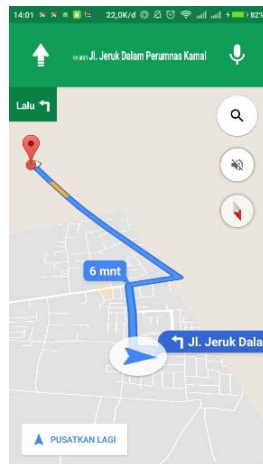 14:01
22,0K/d
82%
Jl. Jeruk Dalam Perumnas Kamal
Lalu
6 mnt
Jl. Jeruk Dala
PUSATKAN LAGI